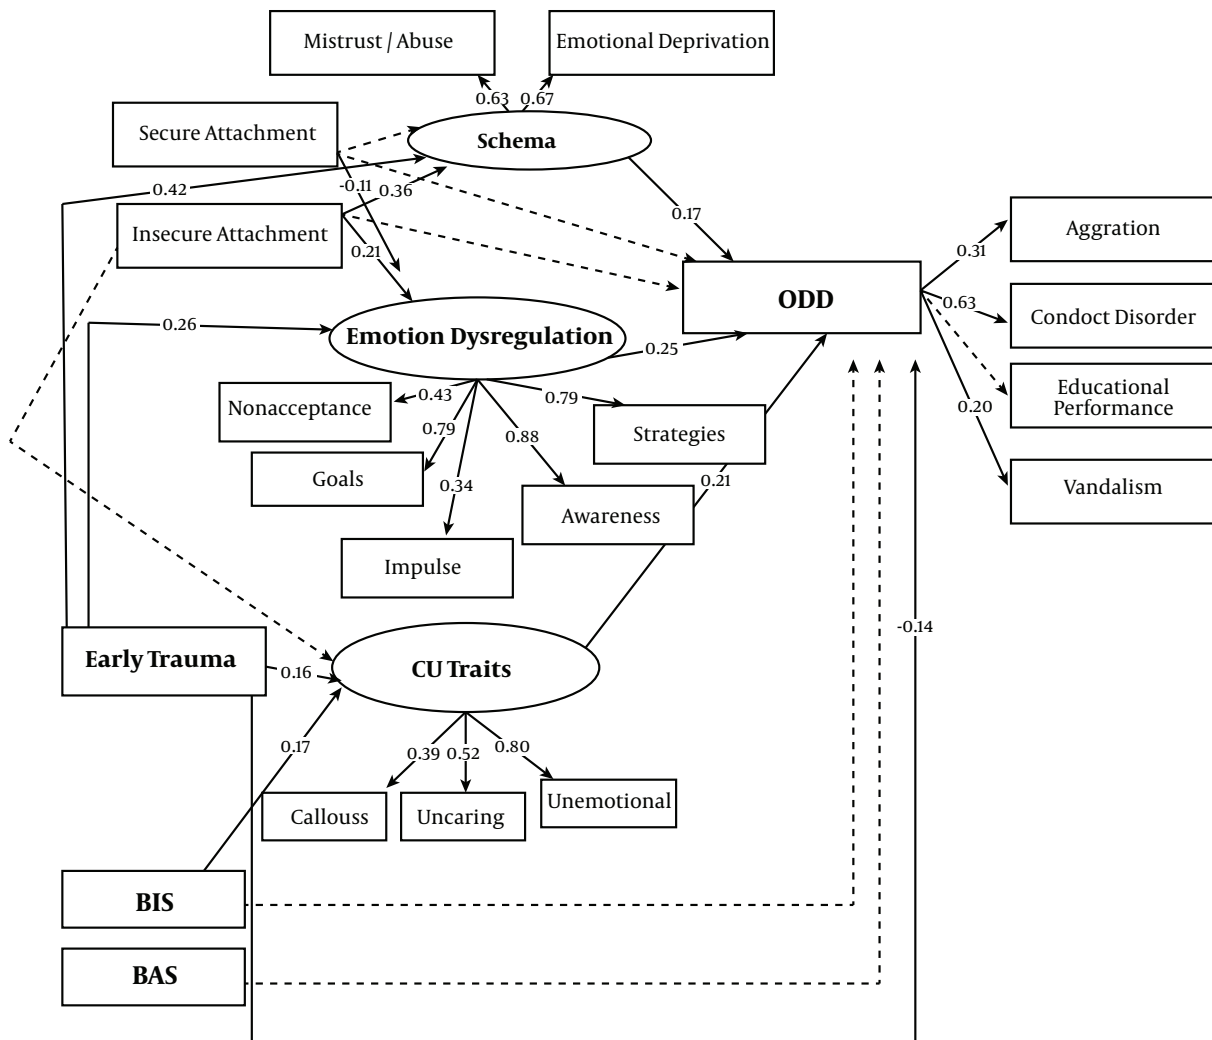 Mistrust / Abuse
Emotional Deprivation
0.63
0.67
Secure Attachment
Schema
0.42
-0.11
0.36
0.17
Insecure Attachment
0.21
Aggration
0.31
ODD
0.63
Conduct Disorder
0.26
Emotion Dysregulation
0.25
Educational
Performance
0.43
0.79
Nonacceptance
0.79
0.88
Strategies
0.20
Goals
0.34
0.21
Vandalism
Awareness
Impulse
-0.14
Early Trauma
0.16
CU Traits
0.17
0.39
0.52
0.80
Callouss
Uncaring
Unemotional
BIS
BAS